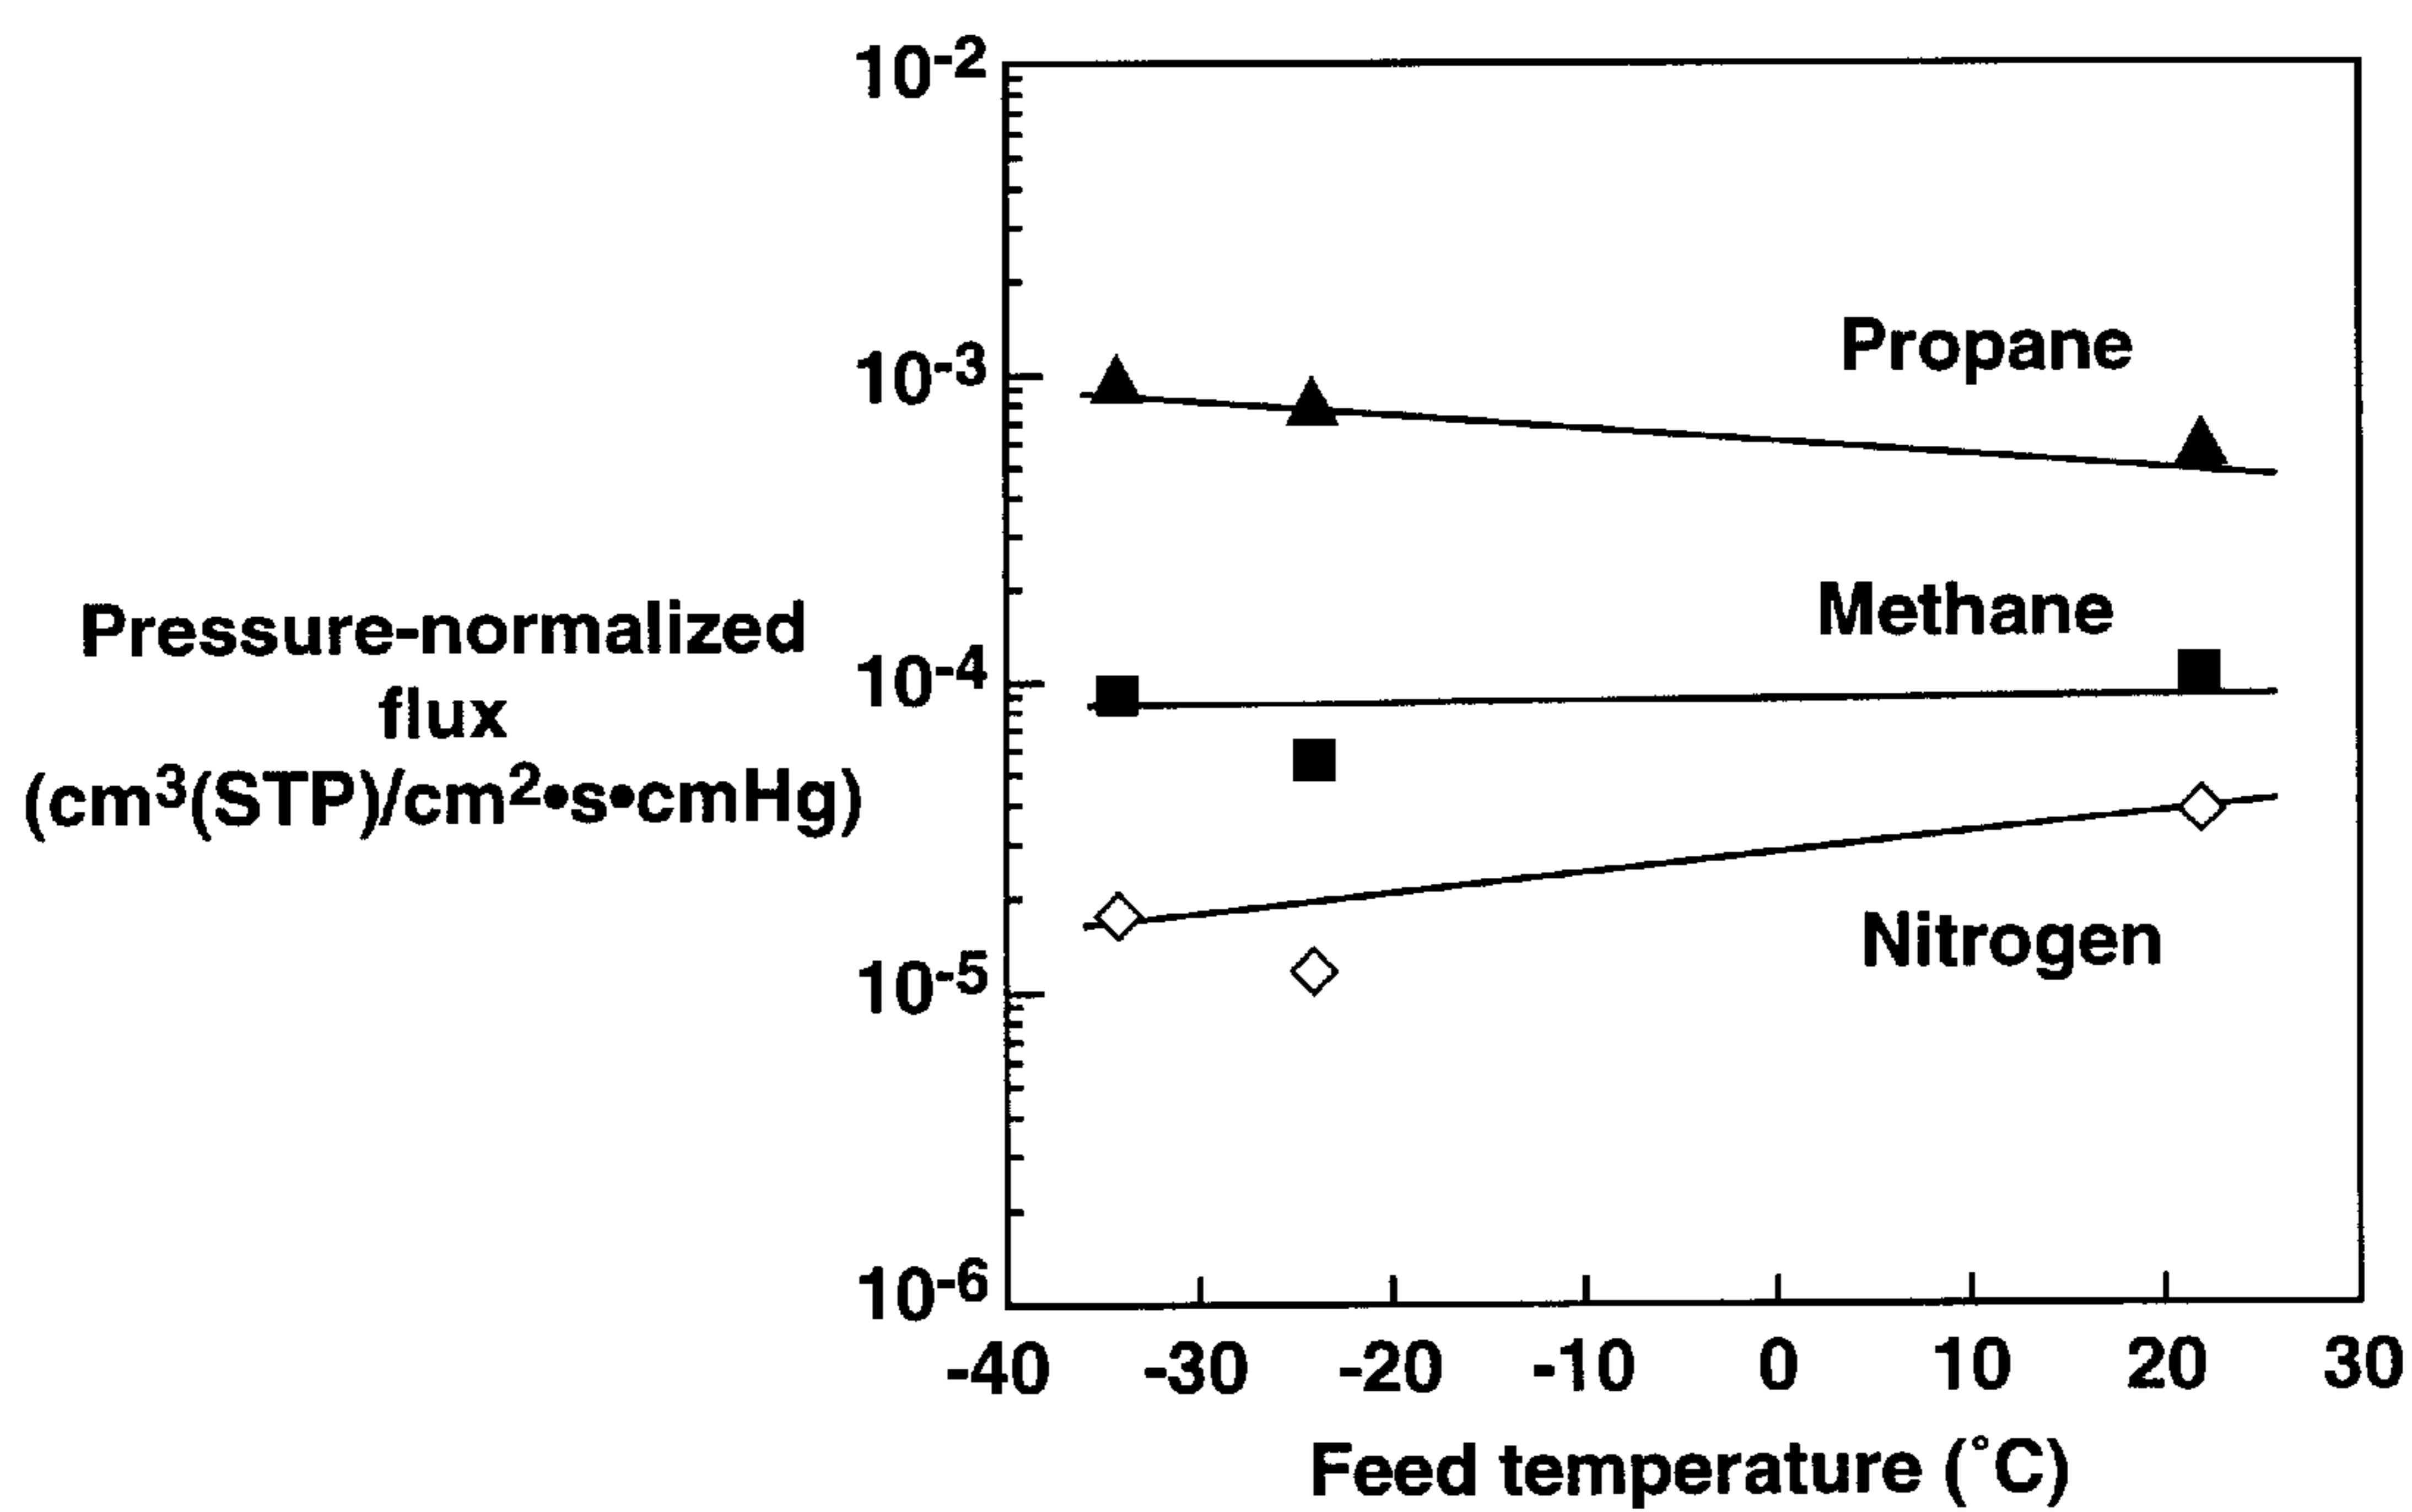 10-2
10-3
10-4
10-5
10-6
Pressure-normalized
flux
(cm3(STP)/cm2•s•cmHg)
Propane
Methane
Nitrogen
-40 -30 -20 -10 0 10 20 30
Feed temperature (°C)